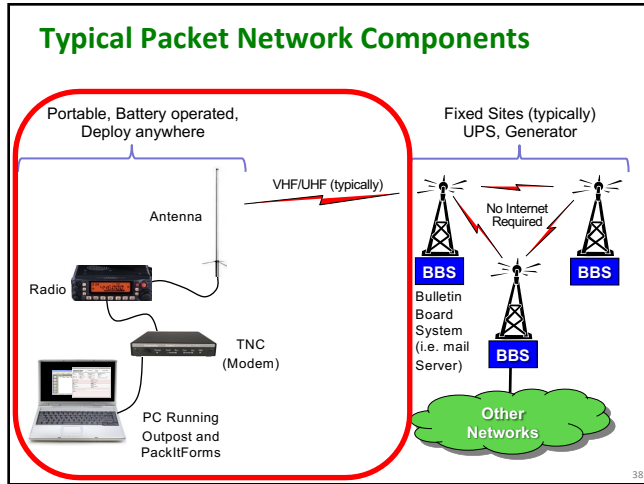 Typical Packet Network Components
Portable, Battery operated,
Deploy anywhere
Fixed Sites (typically)
UPS, Generator
VHF/UHF (typically)
Antenna
No Internet
Required
Radio
BBS
BBS
Bulletin
Board
System
(i.e. mail
Server)
TNC
(Modem)
BBS
PC Running
Outpost and
PackItForms
Other
Networks
38